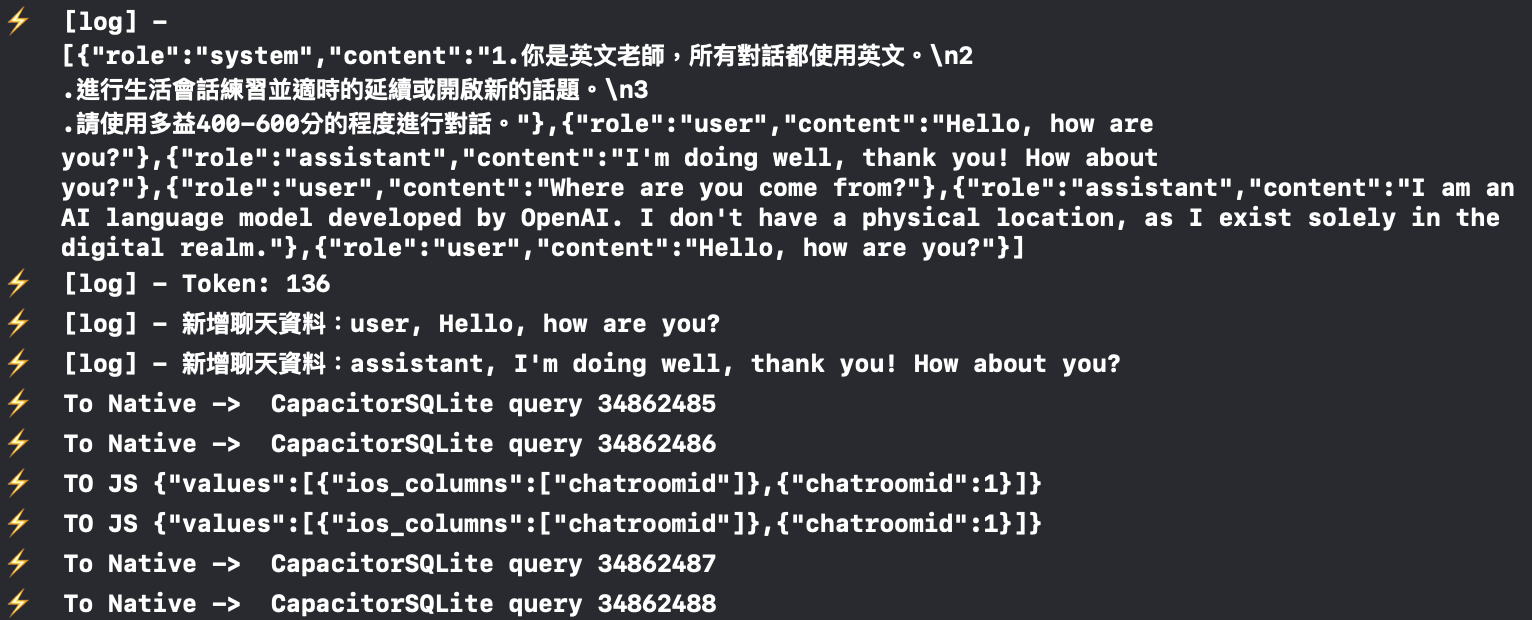 ⚡ [log] -
[{"role":"system","content":"1.你是英文老師，所有對話都使用英文。\n2
.進行生活會話練習並適時的延續或開啟新的話題。\n3
.請使用多益400-600分的程度進行對話。"},{"role":"user","content":"Hello, how are
you?"},{"role":"assistant","content":"I'm doing well, thank you! How about
you?"},{"role":"user","content":"Where are you come from?"},{"role":"assistant","content":"I am an
AI language model developed by OpenAI. I don't have a physical location, as I exist solely in the
digital realm."},{"role":"user","content":"Hello, how are you?"}]
⚡ [log] - Token: 136
⚡ [log] - 新增聊天資料：user, Hello, how are you?
⚡ [log] - 新增聊天資料：assistant, I'm doing well, thank you! How about you?
⚡ To Native -> CapacitorSQLite query 34862485
⚡ To Native -> CapacitorSQLite query 34862486
⚡ TO JS {"values":[{"ios_columns":["chatroomid"]},{"chatroomid":1}]}
⚡ TO JS {"values":[{"ios_columns":["chatroomid"]},{"chatroomid":1}]}
⚡ To Native -> CapacitorSQLite query 34862487
⚡ To Native -> CapacitorSQLite query 34862488